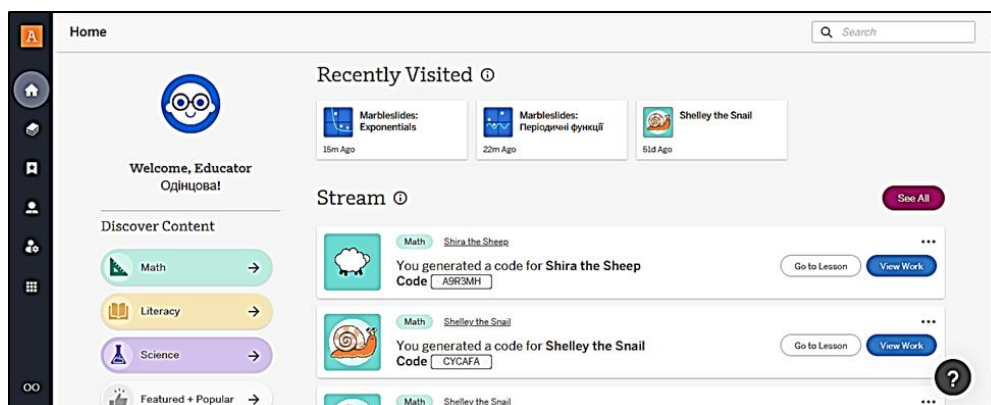 A
Home
Search
Welcome, Educator
Одінцова!
Discover Content
Math
Literacy
Science
Featured + Popular
Recently Visited
Marbleslides:
Exponentials
15m Ago
Marbleslides:
Періодичні функції
22m Ago
Shelley the Snail
51d Ago
Stream
See All
Math Shira the Sheep
You generated a code for Shira the Sheep
Code A9R3MH
Go to Lesson View Work
Math Shelley the Snail
You generated a code for Shelley the Snail
Code CYCAFA
Go to Lesson View Work
Math Shelley the Snail
?